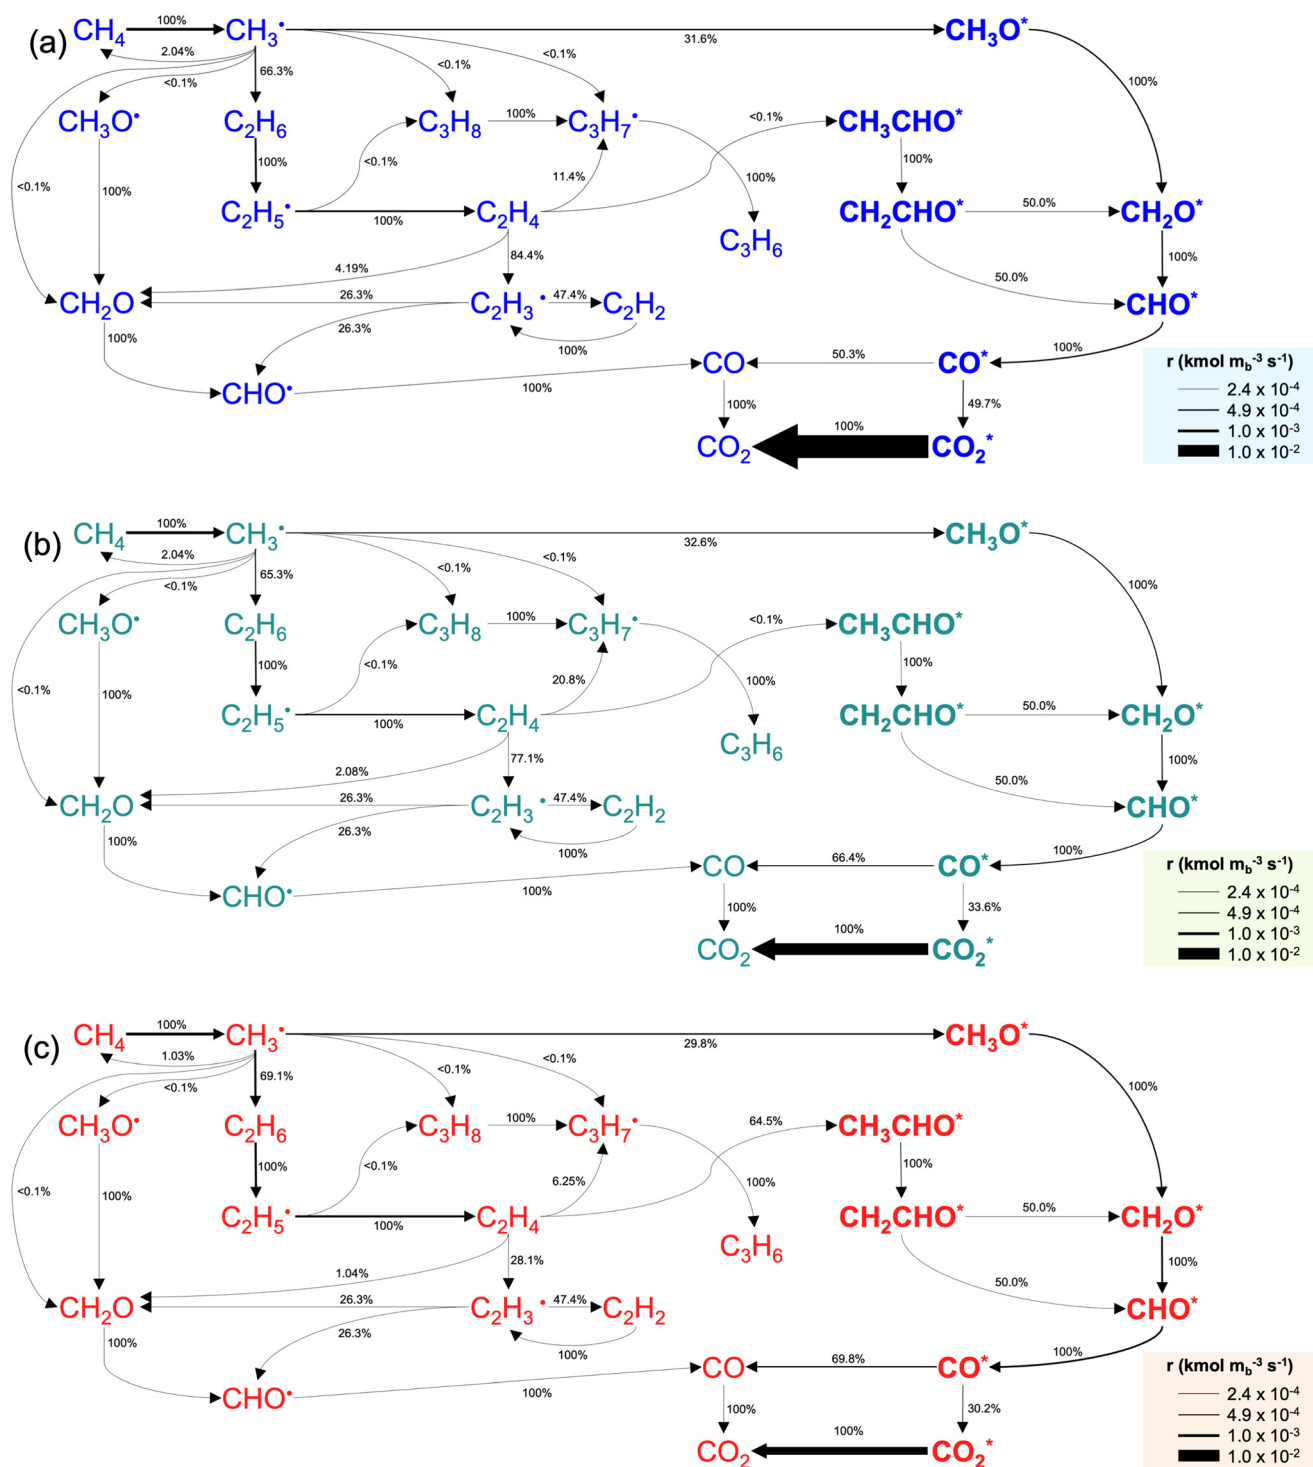 (a)
CH₄ 100% CH₃• 31.6% CH₃O*
2.04% <0.1% 66.3% <0.1% <0.1% 100%
CH₃O• C₂H₆ C₃H₈ 100% C₃H₇• <0.1% CH₃CHO*
<0.1% 100% 100% <0.1% 11.4% 100% 100%
C₂H₅• 100% C₂H₄ C₃H₆ CH₂CHO* 50.0% CH₂O*
4.19% 84.4% 50.0% 100%
CH₂O 26.3% C₂H₃• 47.4% C₂H₂ CHO*
100% 26.3% 100% 100%
CHO• 100% CO 50.3% CO*
100% 49.7%
CO₂ 100% CO₂*
r (kmol m_b⁻³ s⁻¹)
2.4 x 10⁻⁴
4.9 x 10⁻⁴
1.0 x 10⁻³
1.0 x 10⁻²
(b)
CH₄ 100% CH₃• 32.6% CH₃O*
2.04% <0.1% 65.3% <0.1% <0.1% 100%
CH₃O• C₂H₆ C₃H₈ 100% C₃H₇• <0.1% CH₃CHO*
<0.1% 100% 100% <0.1% 20.8% 100% 100%
C₂H₅• 100% C₂H₄ C₃H₆ CH₂CHO* 50.0% CH₂O*
2.08% 77.1% 50.0% 100%
CH₂O 26.3% C₂H₃• 47.4% C₂H₂ CHO*
100% 26.3% 100% 100%
CHO• 100% CO 66.4% CO*
100% 33.6%
CO₂ 100% CO₂*
r (kmol m_b⁻³ s⁻¹)
2.4 x 10⁻⁴
4.9 x 10⁻⁴
1.0 x 10⁻³
1.0 x 10⁻²
(c)
CH₄ 100% CH₃• 29.8% CH₃O*
1.03% <0.1% 69.1% <0.1% <0.1% 100%
CH₃O• C₂H₆ C₃H₈ 100% C₃H₇• 64.5% CH₃CHO*
<0.1% 100% 100% <0.1% 6.25% 100% 100%
C₂H₅• 100% C₂H₄ C₃H₆ CH₂CHO* 50.0% CH₂O*
1.04% 28.1% 50.0% 100%
CH₂O 26.3% C₂H₃• 47.4% C₂H₂ CHO*
100% 26.3% 100% 100%
CHO• 100% CO 69.8% CO*
100% 30.2%
CO₂ 100% CO₂*
r (kmol m_b⁻³ s⁻¹)
2.4 x 10⁻⁴
4.9 x 10⁻⁴
1.0 x 10⁻³
1.0 x 10⁻²